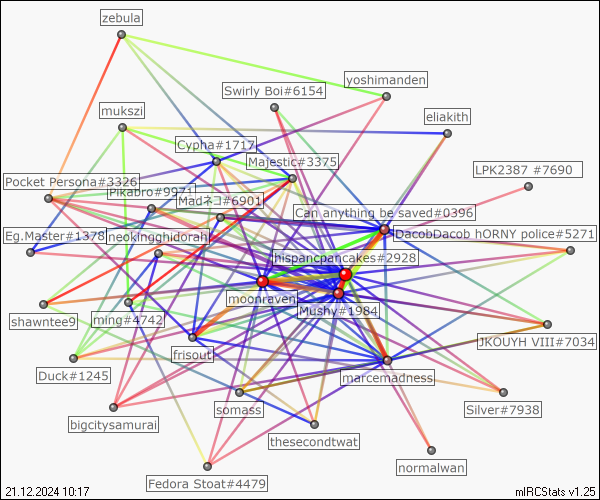 zebula
yoshimanden
Swirly Boi#6154
mukszi
eliakith
Cypha#1717
Majestic#3375
LPK2387 #7690
Pocket Persona#3326
Pikabro#9971
Madネコ#6901
Can anything be saved#0396
Eg.Master#1378
neokingghidorah
DacobDacob hORNY police#5271
hispanpancakes#2928
moonraven
Mushy#1984
shawntee9
ming#4742
JKOUYH VIII#7034
frisout
Duck#1245
marcemadness
bigcitysamurai
somass
Silver#7938
thesecondtwat
normalwan
Fedora Stoat#4479
21.12.2024 10:17
mIRCStats v1.25